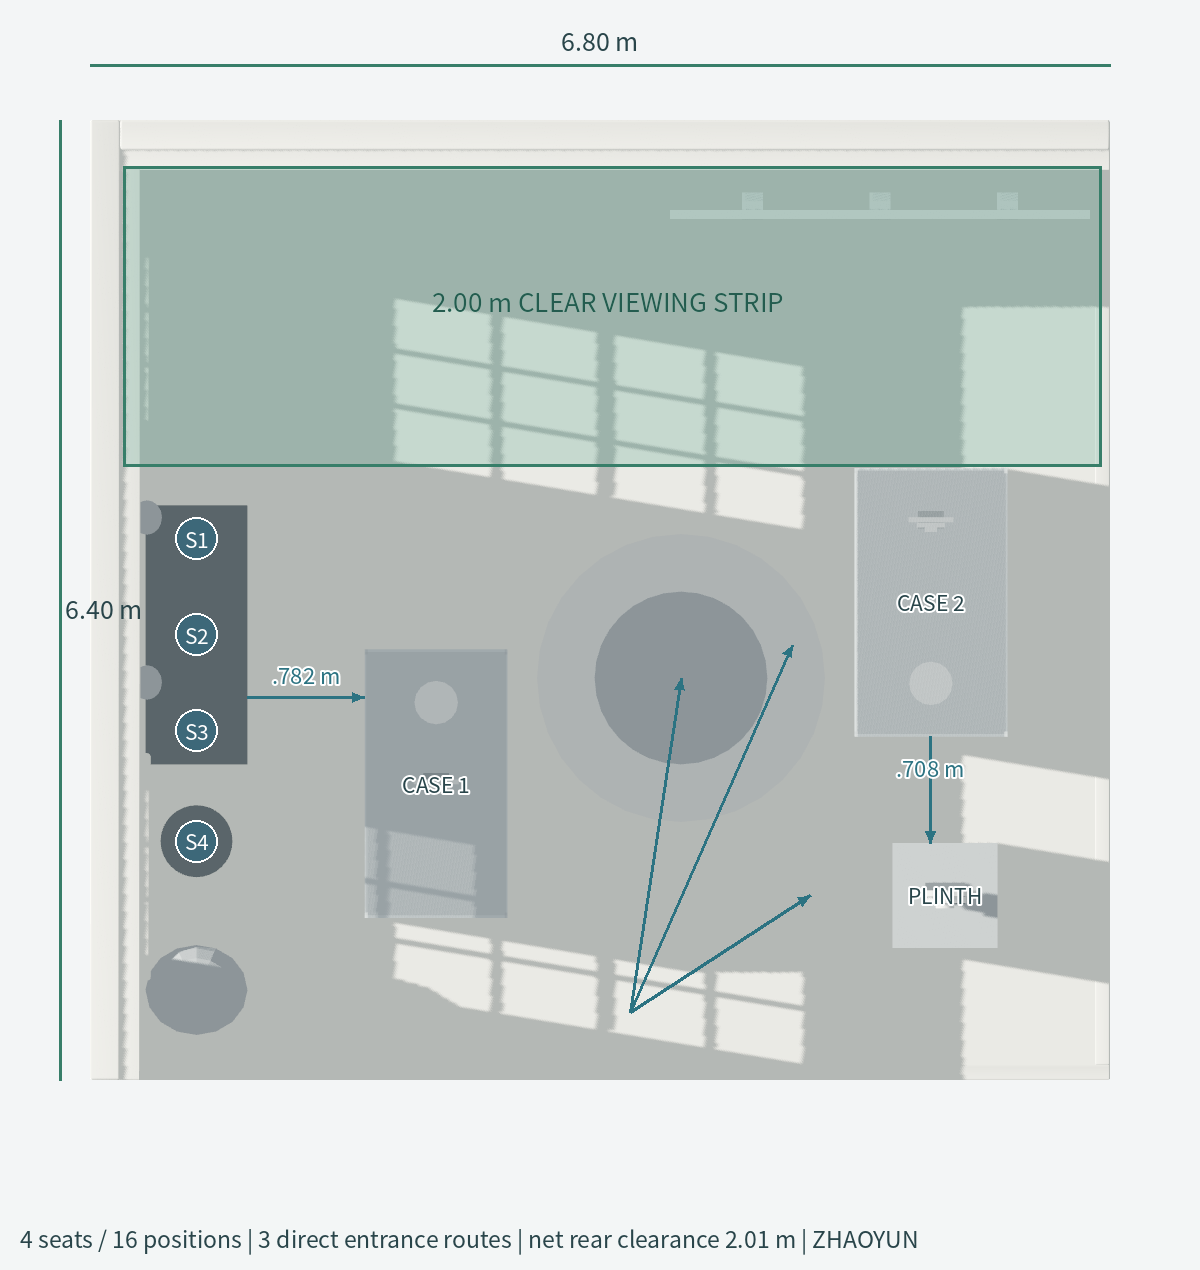 6.80 m
2.00 m CLEAR VIEWING STRIP
S1
CASE 2
6.40 m
S2
.782 m
S3
.708 m
CASE 1
S4
PLINTH
4 seats / 16 positions | 3 direct entrance routes | net rear clearance 2.01 m | ZHAOYUN